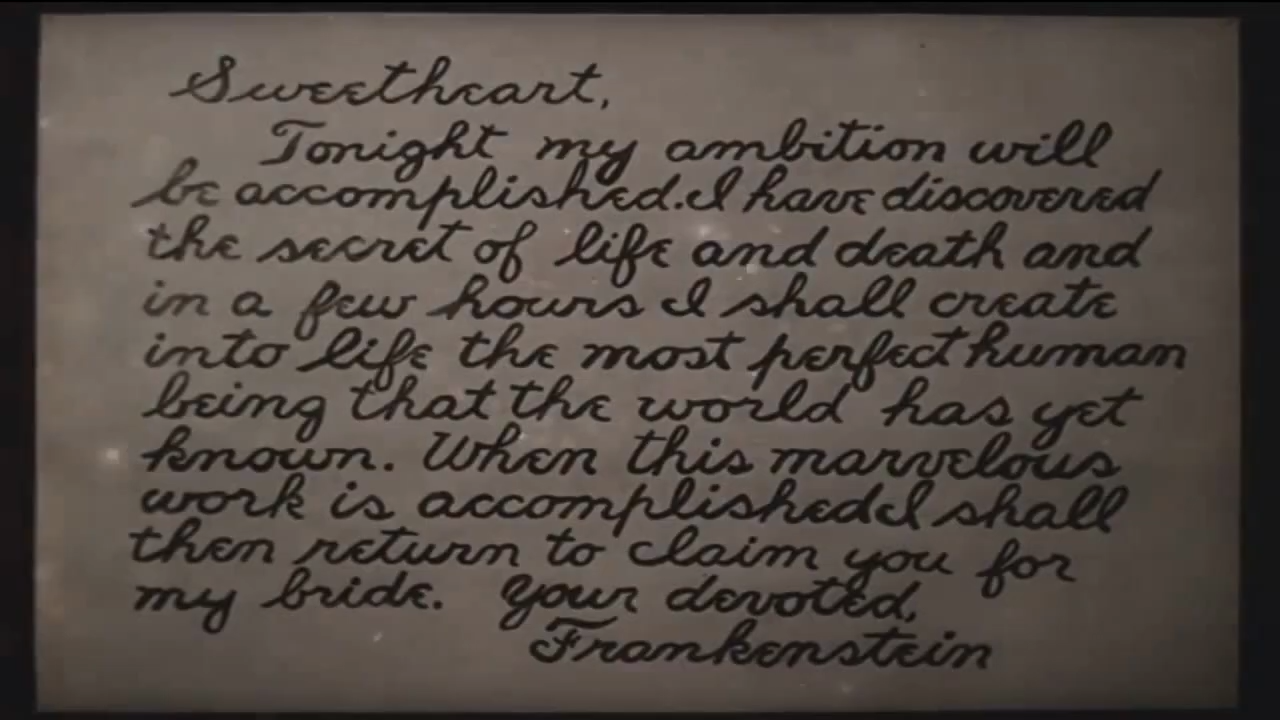 Sweetheart,
Tonight my ambition will
be accomplished. I have discovered
the secret of life and death and
in a few hours I shall create
into life the most perfect human
being that the world has yet
known. When this marvelous
work is accomplished I shall
then return to claim you for
my bride. Your devoted,
Frankenstein